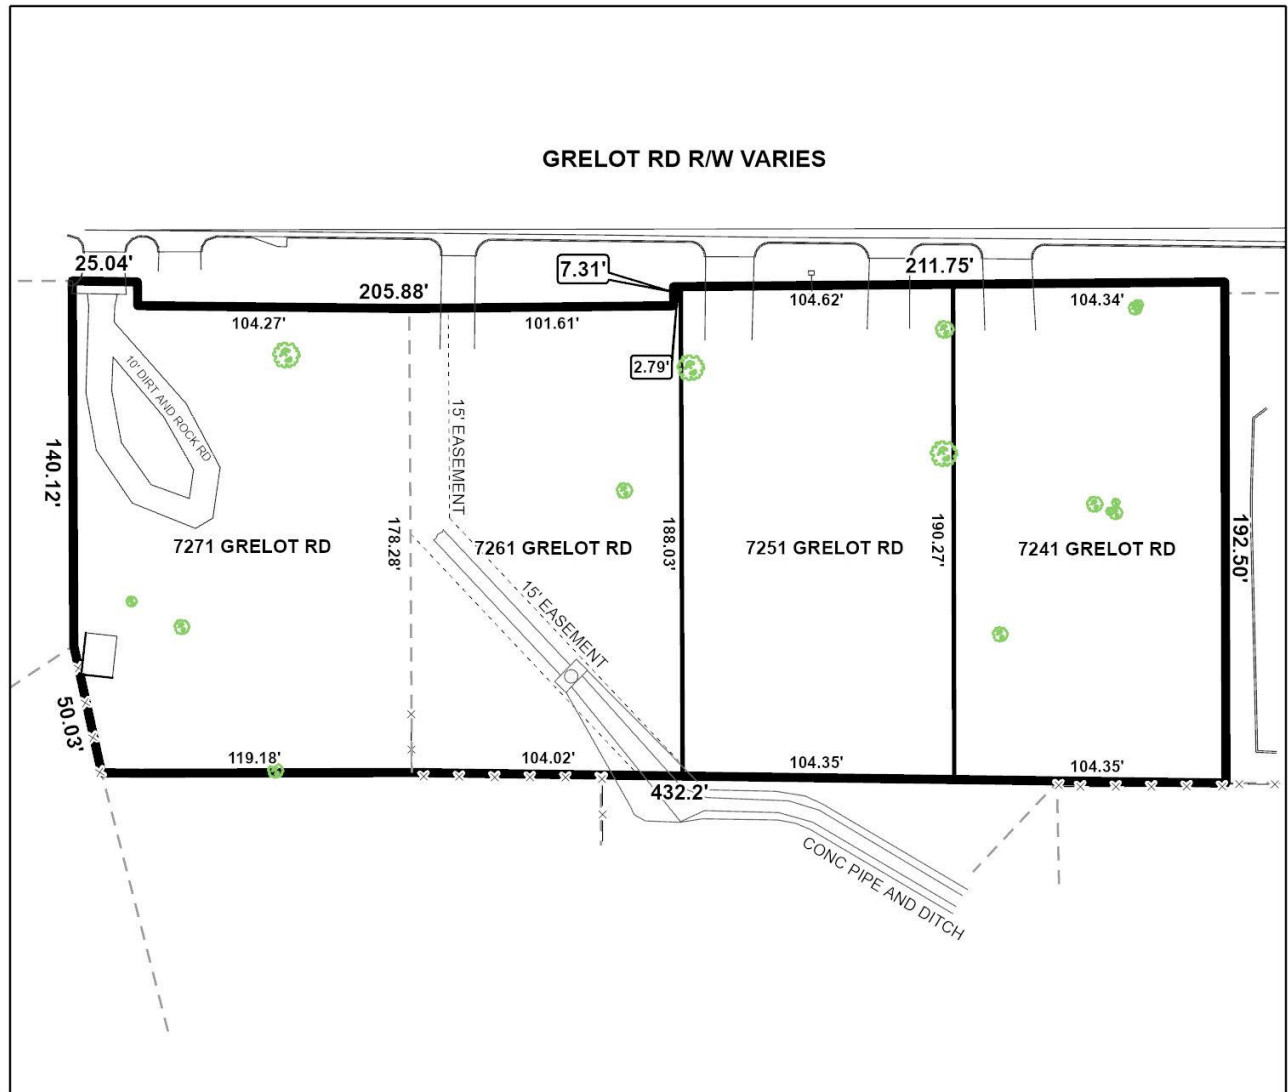 GRELOT RD R/W VARIES
25.04'
205.88'
7.31'
211.75'
104.27'
101.61'
104.62'
104.34'
2.79'
10' DIRT AND ROCK RD
15' EASEMENT
140.12'
178.28'
188.03'
190.27'
192.50'
7271 GRELOT RD
7261 GRELOT RD
7251 GRELOT RD
7241 GRELOT RD
15' EASEMENT
50.03'
119.18'
104.02'
104.35'
104.35'
432.2'
CONC PIPE AND DITCH